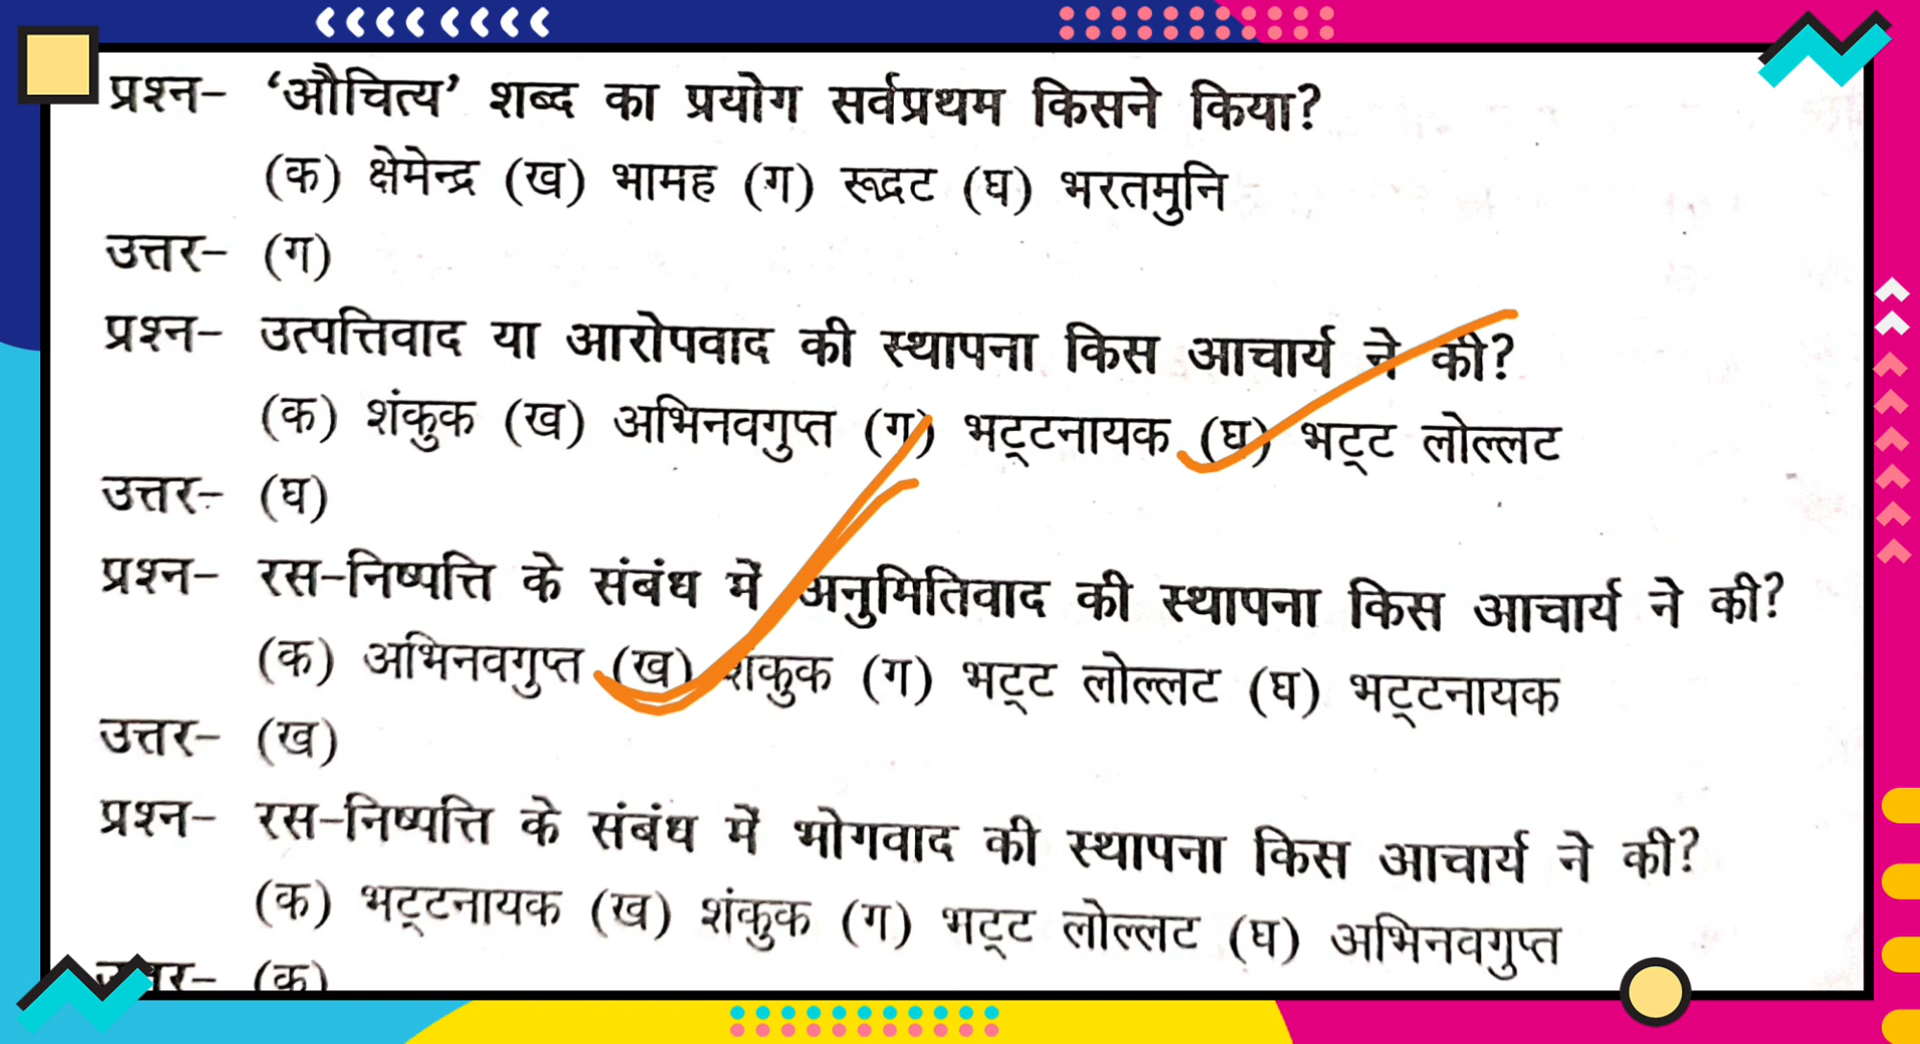 प्रश्न- 'औचित्य' शब्द का प्रयोग सर्वप्रथम किसने किया?
(क) क्षेमेन्द्र (ख) भामह (ग) रूद्रट (घ) भरतमुनि
उत्तर- (ग)
प्रश्न- उत्पत्तिवाद या आरोपवाद की स्थापना किस आचार्य ने की?
(क) शंकुक (ख) अभिनवगुप्त (ग) भट्टनायक (घ) भट्ट लोल्लट
उत्तर- (घ)
प्रश्न- रस-निष्पत्ति के संबंध में अनुमितिवाद की स्थापना किस आचार्य ने की?
(क) अभिनवगुप्त (ख) शंकुक (ग) भट्ट लोल्लट (घ) भट्टनायक
उत्तर- (ख)
प्रश्न- रस-निष्पत्ति के संबंध में भोगवाद की स्थापना किस आचार्य ने की?
(क) भट्टनायक (ख) शंकुक (ग) भट्ट लोल्लट (घ) अभिनवगुप्त
उत्तर- (क)